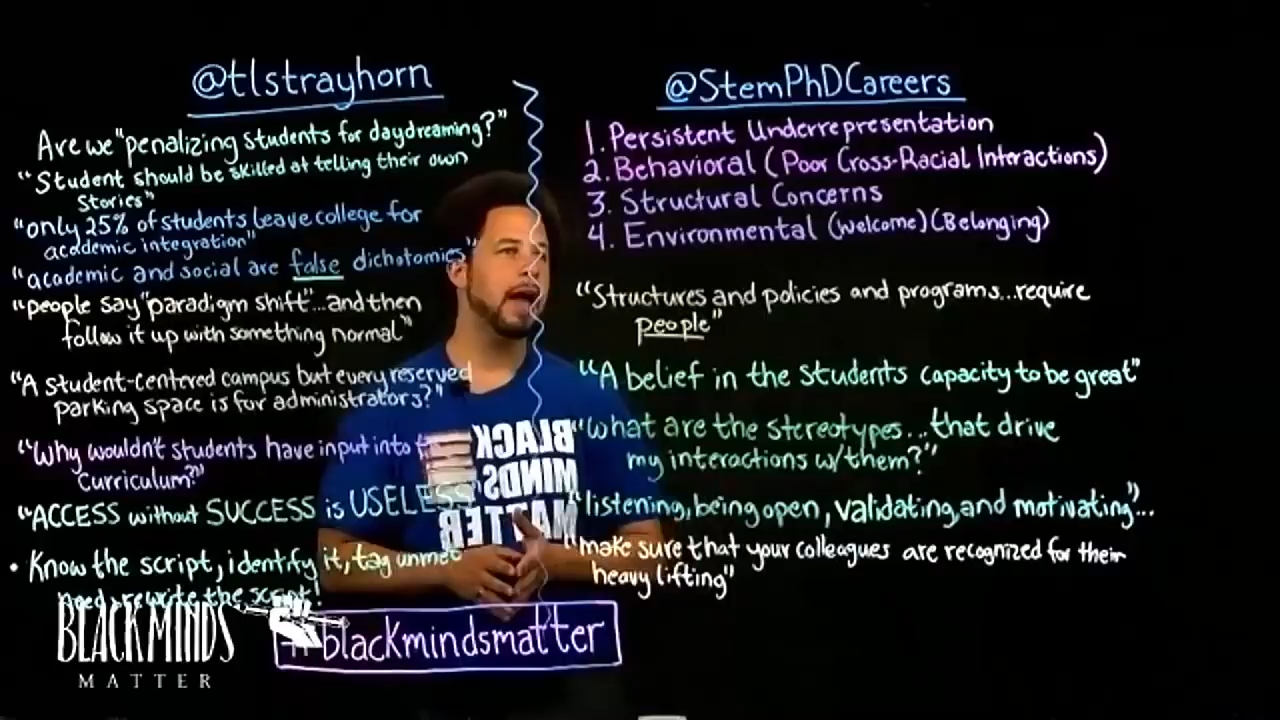 @tlstrayhorn
Are we "penalizing students for daydreaming?"
"Student should be skilled at telling their own
Stories"
"only 25% of students leave college for
academic integration"
"academic and social are false dichotomies"
"people say "paradigm shift"...and then
follow it up with something normal"
"A student-centered campus but every reserved
parking space is for administrators?"
"Why wouldn't students have input into
Curriculum?"
"ACCESS without SUCCESS is USELESS"
• Know the script, identify it, tag unmet
need, rewrite the script!
@StemPhDCareers
1. Persistent Underrepresentation
2. Behavioral (Poor Cross-Racial Interactions)
3. Structural Concerns
4. Environmental (welcome) (Belonging)
"Structures and policies and programs...require
people"
"A belief in the students capacity to be great"
"what are the stereotypes...that drive
my interactions w/them?"
"listening, being open, validating, and motivating"...
"make sure that your colleagues are recognized for their
heavy lifting"
#blackmindsmatter
BLACK
MINDS
MATTER
BLACK MINDS
MATTER